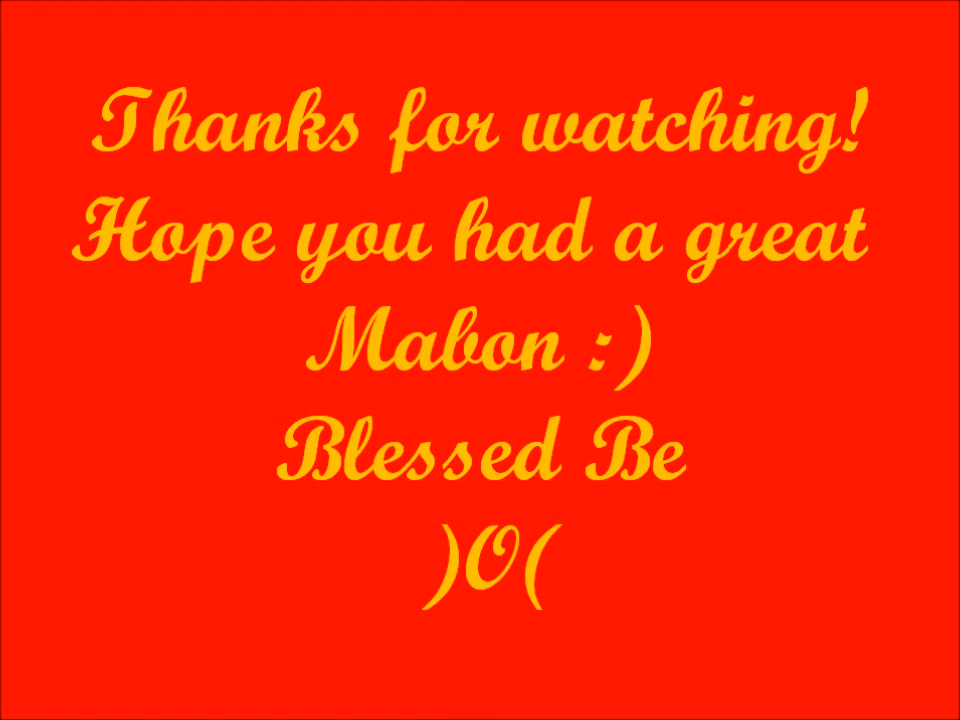 Thanks for watching!
Hope you had a great
Mabon :)
Blessed Be
)O(